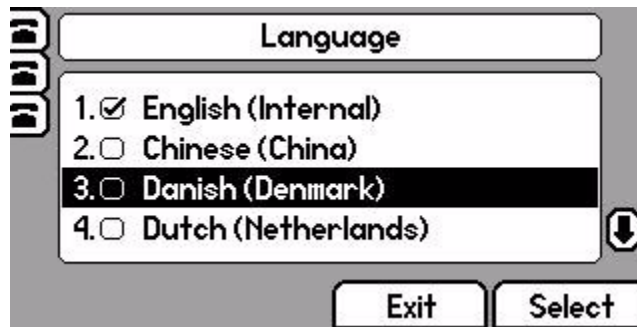 Language
1. English (Internal)
2. Chinese (China)
3. Danish (Denmark)
4. Dutch (Netherlands)
Exit Select